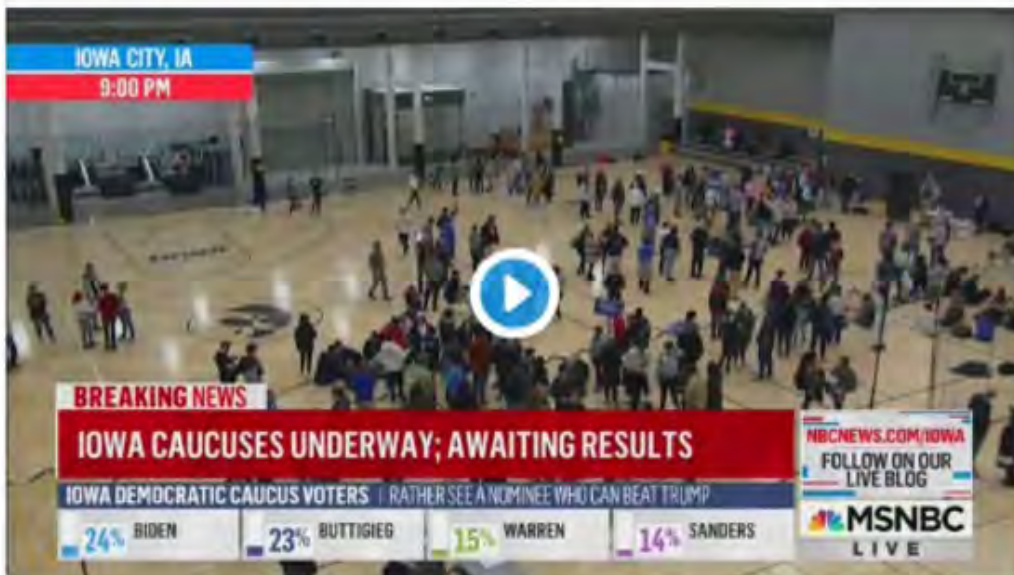 IOWA CITY, IA
9:00 PM
BREAKING NEWS
IOWA CAUCUSES UNDERWAY; AWAITING RESULTS
IOWA DEMOCRATIC CAUCUS VOTERS | RATHER SEE A NOMINEE WHO CAN BEAT TRUMP
24% BIDEN
23% BUTTIGIEG
15% WARREN
14% SANDERS
NBCNEWS.COM/IOWA
FOLLOW ON OUR
LIVE BLOG
MSNBC
LIVE